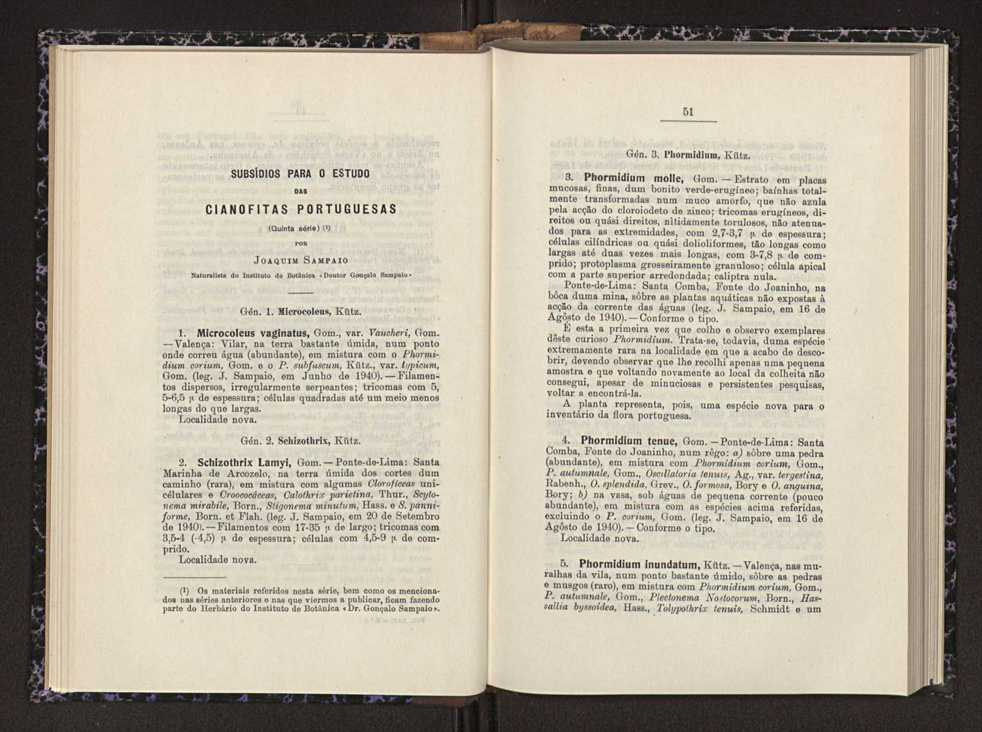 SUBSÍDIOS PARA O ESTUDO
DAS
CIANOFITAS PORTUGUESAS
(Quinta série) (¹)
POR
JOAQUIM SAMPAIO
Naturalista do Instituto de Botânica «Doutor Gonçalo Sampaio»
Gén. 1. Microcoleus, Kütz.
1. Microcoleus vaginatus, Gom., var. Vaucheri, Gom.
— Valença: Vilar, na terra bastante úmida, num ponto
onde correu água (abundante), em mistura com o Phormi-
dium corium, Gom. e o P. subfuscum, Kütz., var. typicum,
Gom. (leg. J. Sampaio, em Junho de 1940). — Filamen-
tos dispersos, irregularmente serpeantes; tricomas com 5,
5-6,5 µ de espessura; células quadradas até um meio menos
longas do que largas.
Localidade nova.
Gén. 2. Schizothrix, Kütz.
2. Schizothrix Lamyi, Gom. — Ponte-de-Lima: Santa
Marinha de Arcozelo, na terra úmida dos cortes dum
caminho (rara), em mistura com algumas Clorofíceas uni-
célulares e Croococáceas, Calothrix parietina, Thur., Scyto-
nema mirabile, Born., Stigonema minutum, Hass. e S. panni-
forme, Born. et Flah. (leg. J. Sampaio, em 20 de Setembro
de 1940). — Filamentos com 17-35 µ de largo; tricomas com
3,5-4 (-4,5) µ de espessura; células com 4,5-9 µ de com-
prido.
Localidade nova.
(¹) Os materiais referidos nesta série, bem como os menciona-
dos nas séries anteriores e nas que viermos a publicar, ficam fazendo
parte do Herbário do Instituto de Botânica «Dr. Gonçalo Sampaio».
51
Gén. 3. Phormidium, Kütz.
3. Phormidium molle, Gom. — Estrato em placas
mucosas, finas, dum bonito verde-erugíneo; baínhas total-
mente transformadas num muco amorfo, que não azula
pela acção do cloroiodeto de zinco; tricomas erugíneos, di-
reitos ou quási direitos, nìtidamente torulosos, não atenua-
dos para as extremidades, com 2,7-3,7 µ de espessura;
células cilíndricas ou quási dolioliformes, tão longas como
largas até duas vezes mais longas, com 3-7,8 µ de com-
prido; protoplasma grosseiramente granuloso; célula apical
com a parte superior arredondada; caliptra nula.
Ponte-de-Lima: Santa Comba, Fonte do Joaninho, na
bôca duma mina, sôbre as plantas aquáticas não expostas à
acção da corrente das águas (leg. J. Sampaio, em 16 de
Agôsto de 1940). — Conforme o tipo.
É esta a primeira vez que colho e observo exemplares
dêste curioso Phormidium. Trata-se, todavia, duma espécie
extremamente rara na localidade em que a acabo de desco-
brir, devendo observar que lhe recolhi apenas uma pequena
amostra e que voltando novamente ao local da colheita não
consegui, apesar de minuciosas e persistentes pesquisas,
voltar a encontrá-la.
A planta representa, pois, uma espécie nova para o
inventário da flora portuguesa.
4. Phormidium tenue, Gom. — Ponte-de-Lima: Santa
Comba, Fonte do Joaninho, num rêgo: a) sôbre uma pedra
(abundante), em mistura com Phormidium corium, Gom.,
P. autumnale, Gom., Oscillatoria tenuis, Ag., var. tergestina,
Rabenh., O. splendida, Grev., O. formosa, Bory e O. anguina,
Bory; b) na vasa, sob águas de pequena corrente (pouco
abundante), em mistura com as espécies acima referidas,
excluindo o P. corium, Gom. (leg. J. Sampaio, em 16 de
Agôsto de 1940). — Conforme o tipo.
Localidade nova.
5. Phormidium inundatum, Kütz. — Valença, nas mu-
ralhas da vila, num ponto bastante úmido, sôbre as pedras
e musgos (raro), em mistura com Phormidium corium, Gom.,
P. autumnale, Gom., Plectonema Nostocorum, Born., Has-
sallia byssoidea, Hass., Tolypothrix tenuis, Schmidt e um